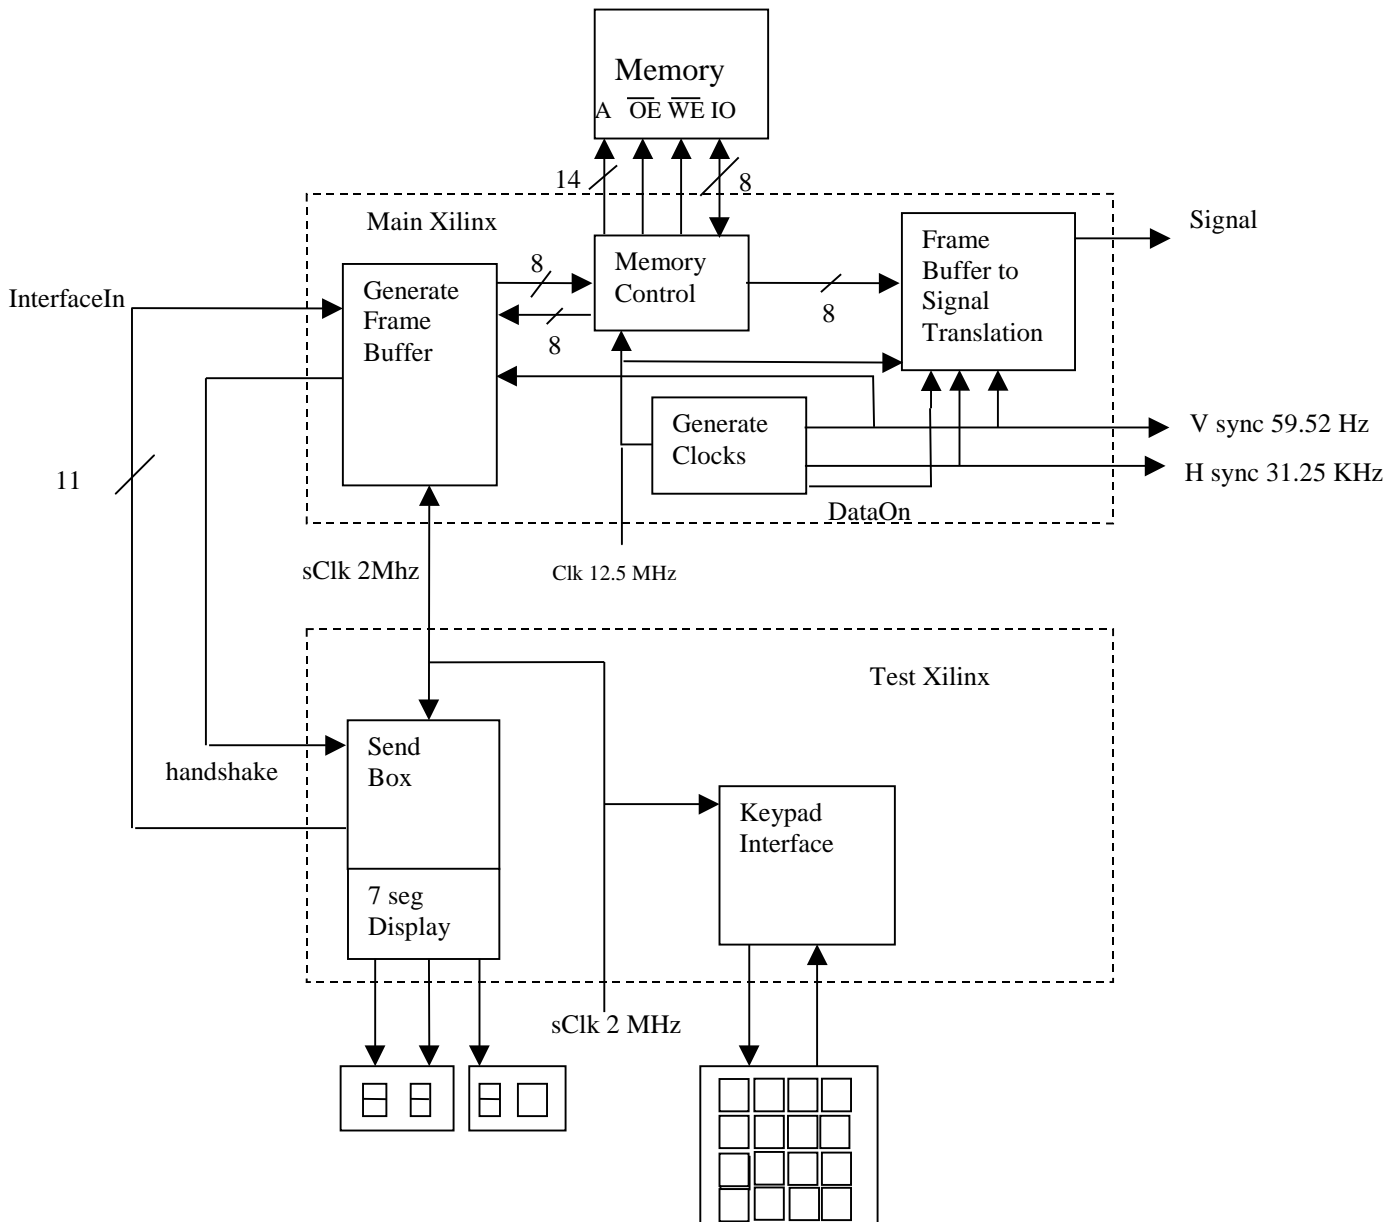 Memory
A OE WE IO
14
8
Main Xilinx
Signal
Frame
Buffer to
Signal
Translation
Memory
Control
8
8
8
Generate
Frame
Buffer
InterfaceIn
Generate
Clocks
V sync 59.52 Hz
H sync 31.25 KHz
DataOn
11
sClk 2Mhz
Clk 12.5 MHz
Test Xilinx
Send
Box
handshake
Keypad
Interface
7 seg
Display
sClk 2 MHz